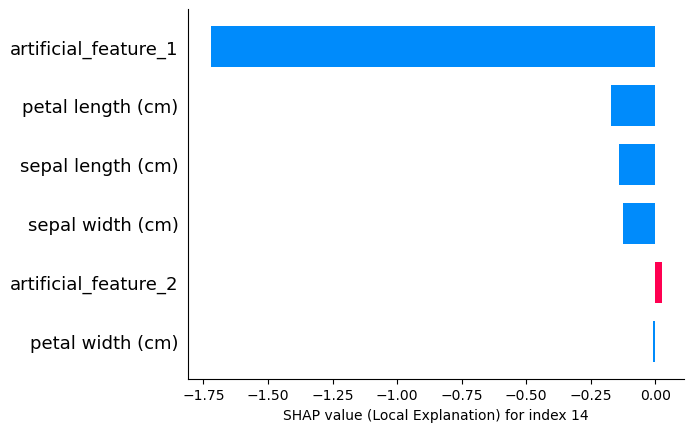 artificial_feature_1
petal length (cm)
sepal length (cm)
sepal width (cm)
artificial_feature_2
petal width (cm)
−1.75 −1.50 −1.25 −1.00 −0.75 −0.50 −0.25 0.00
SHAP value (Local Explanation) for index 14